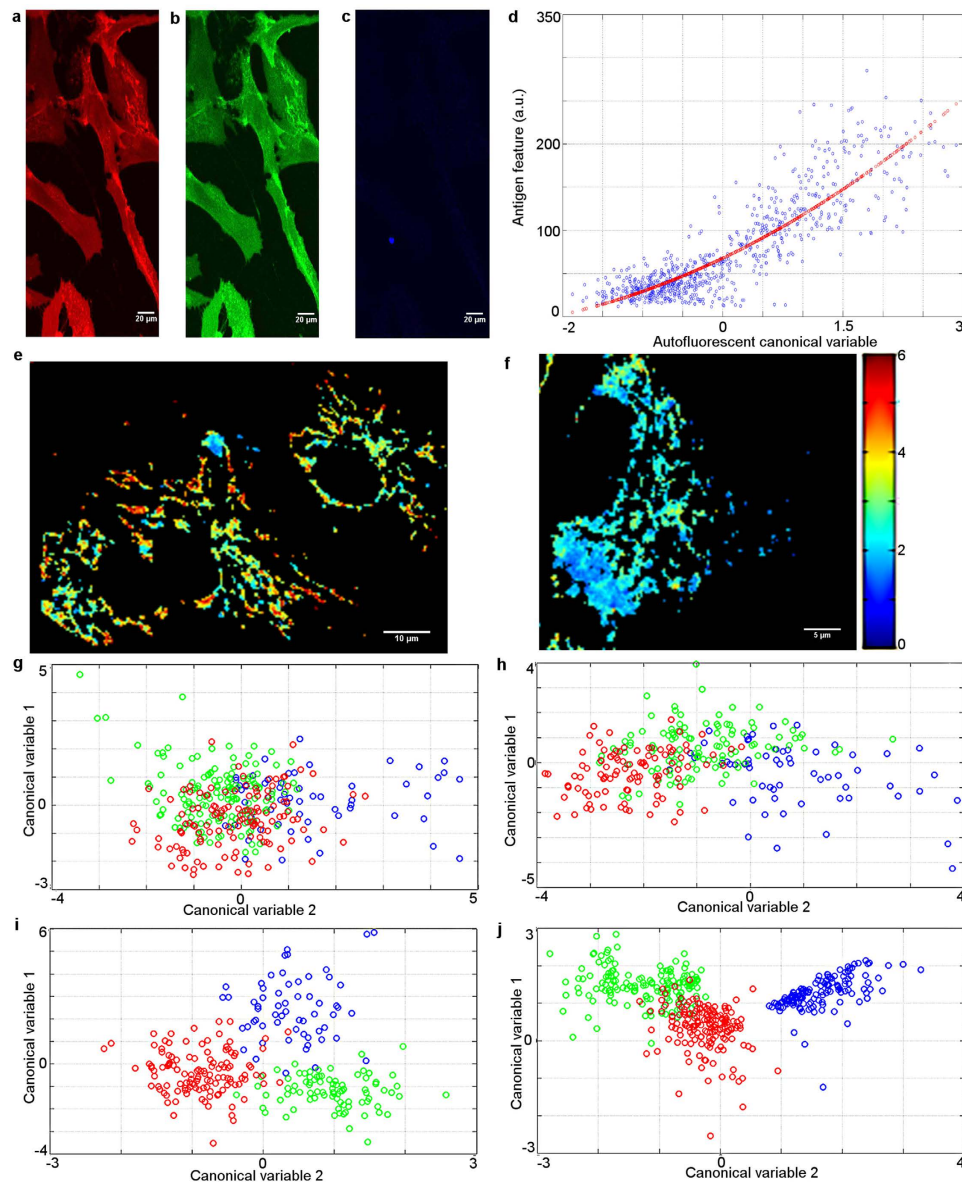 a
b
c
d
20 µm
20 µm
20 µm
350
200
100
0
-2
0
1.5
3
Antigen feature (a.u.)
Autofluorescent canonical variable
e
f
10 µm
5 µm
6
4
2
0
g
5
0
-3
-4
-2
0
2
5
Canonical variable 1
Canonical variable 2
h
4
0
-5
-4
0
4
Canonical variable 1
Canonical variable 2
i
6
0
-4
-3
0
3
Canonical variable 1
Canonical variable 2
j
3
0
-3
-3
0
4
Canonical variable 1
Canonical variable 2